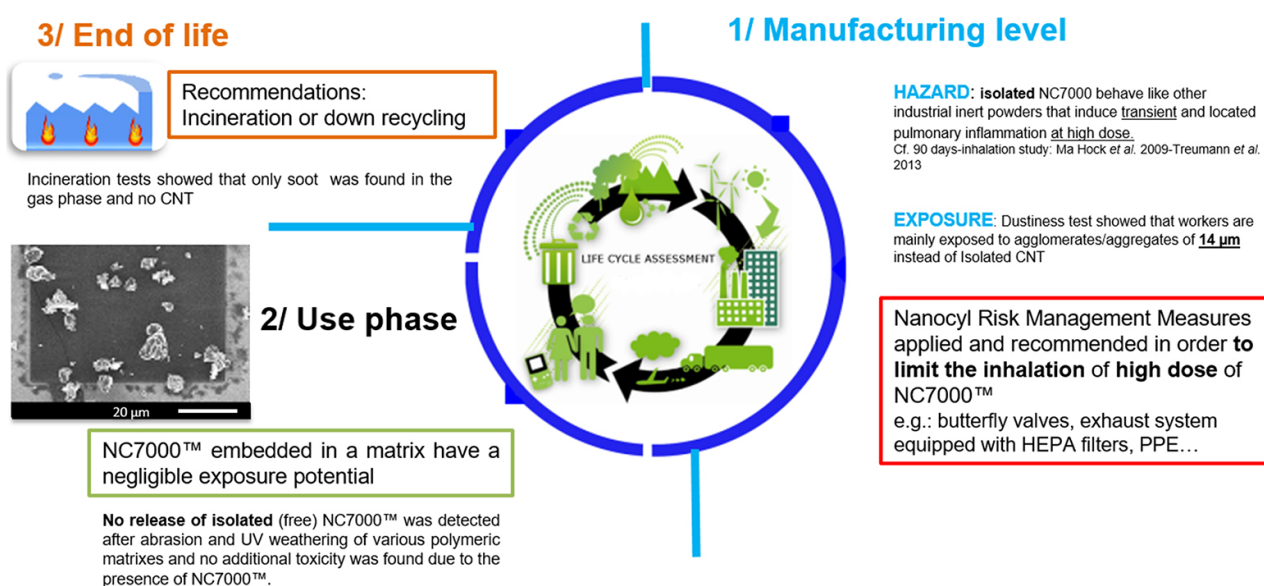 3/ End of life
Recommendations:
Incineration or down recycling
Incineration tests showed that only soot was found in the
gas phase and no CNT
1/ Manufacturing level
HAZARD: isolated NC7000 behave like other
industrial inert powders that induce transient and located
pulmonary inflammation at high dose.
Cf. 90 days-inhalation study: Ma Hock et al. 2009-Treumann et al.
2013
EXPOSURE: Dustiness test showed that workers are
mainly exposed to agglomerates/aggregates of 14 µm
instead of Isolated CNT
Nanocyl Risk Management Measures
applied and recommended in order to
limit the inhalation of high dose of
NC7000™
e.g.: butterfly valves, exhaust system
equipped with HEPA filters, PPE…
LIFE CYCLE ASSESSMENT
2/ Use phase
20 µm
NC7000™ embedded in a matrix have a
negligible exposure potential
No release of isolated (free) NC7000™ was detected
after abrasion and UV weathering of various polymeric
matrixes and no additional toxicity was found due to the
presence of NC7000™.